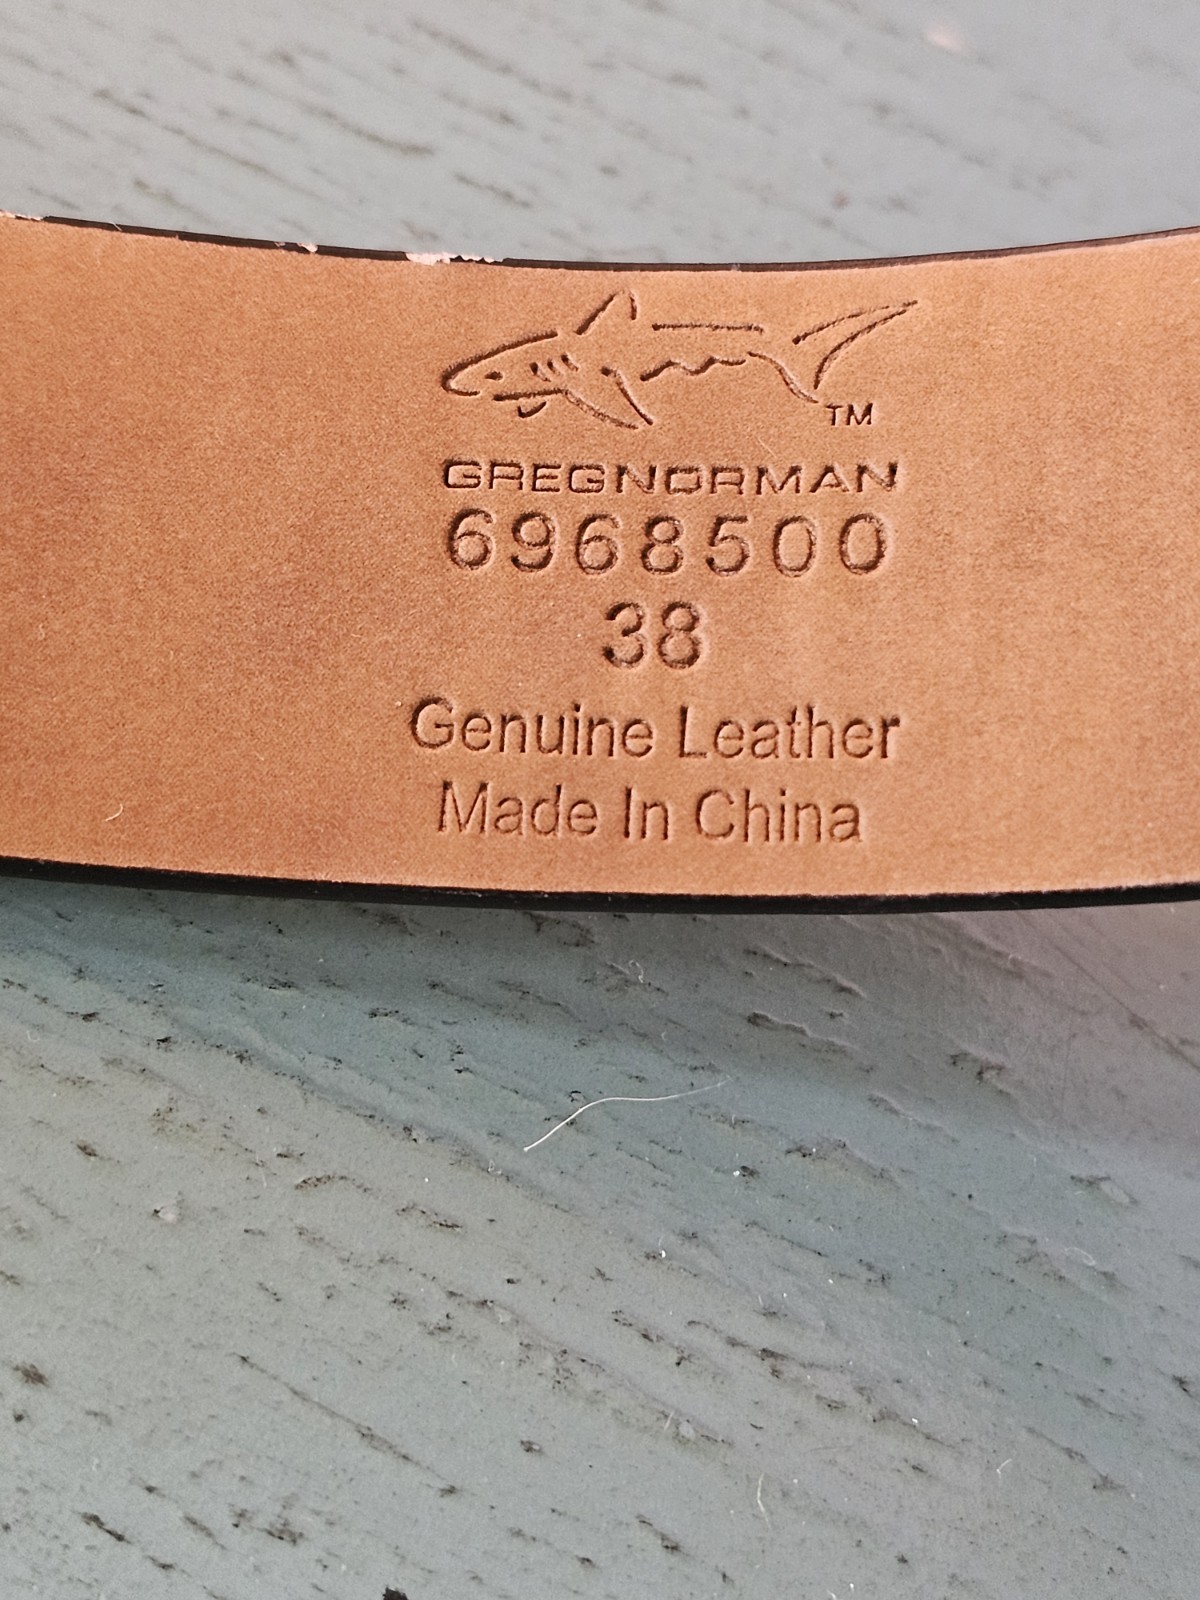 TM
GREGNORMAN
6968500
38
Genuine Leather
Made In China